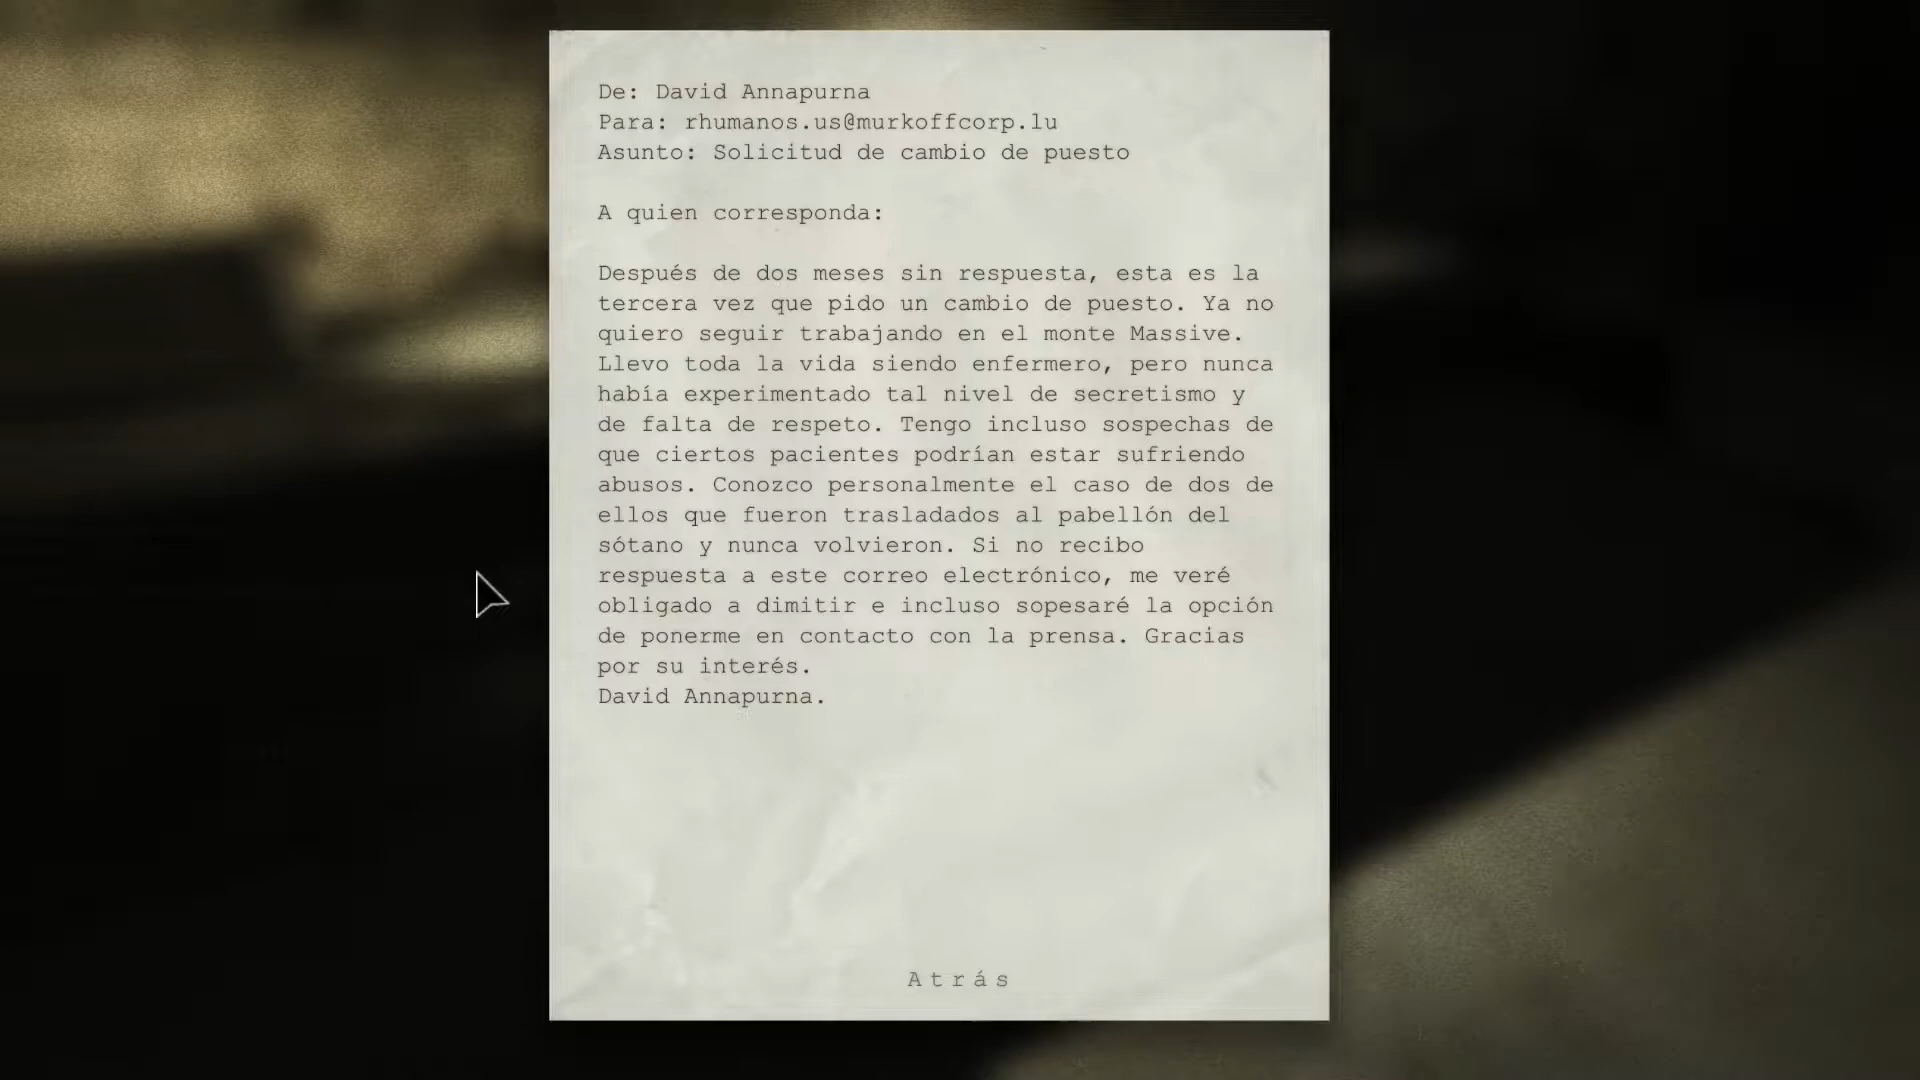 De: David Annapurna
Para: rhumanos.us@murkoffcorp.lu
Asunto: Solicitud de cambio de puesto
A quien corresponda:
Después de dos meses sin respuesta, esta es la
tercera vez que pido un cambio de puesto. Ya no
quiero seguir trabajando en el monte Massive.
Llevo toda la vida siendo enfermero, pero nunca
había experimentado tal nivel de secretismo y
de falta de respeto. Tengo incluso sospechas de
que ciertos pacientes podrían estar sufriendo
abusos. Conozco personalmente el caso de dos de
ellos que fueron trasladados al pabellón del
sótano y nunca volvieron. Si no recibo
respuesta a este correo electrónico, me veré
obligado a dimitir e incluso sopesaré la opción
de ponerme en contacto con la prensa. Gracias
por su interés.
David Annapurna.
Atrás